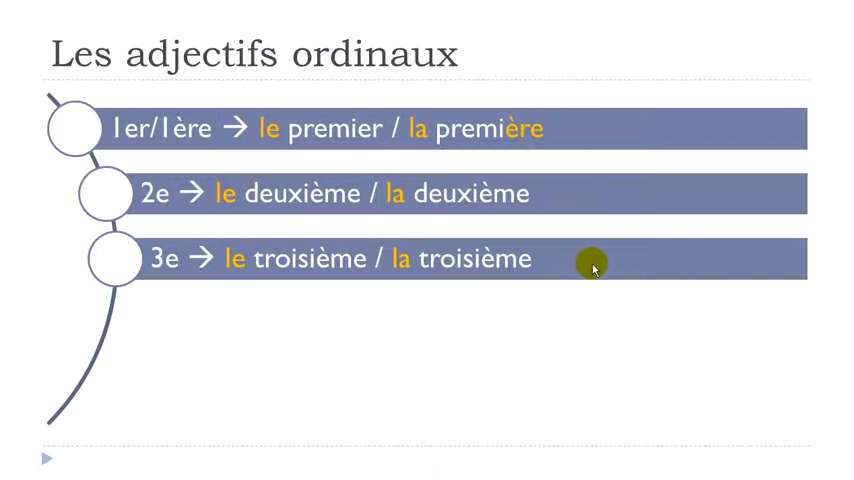 Les adjectifs ordinaux
1er/1ère → le premier / la première
2e → le deuxième / la deuxième
3e → le troisième / la troisième